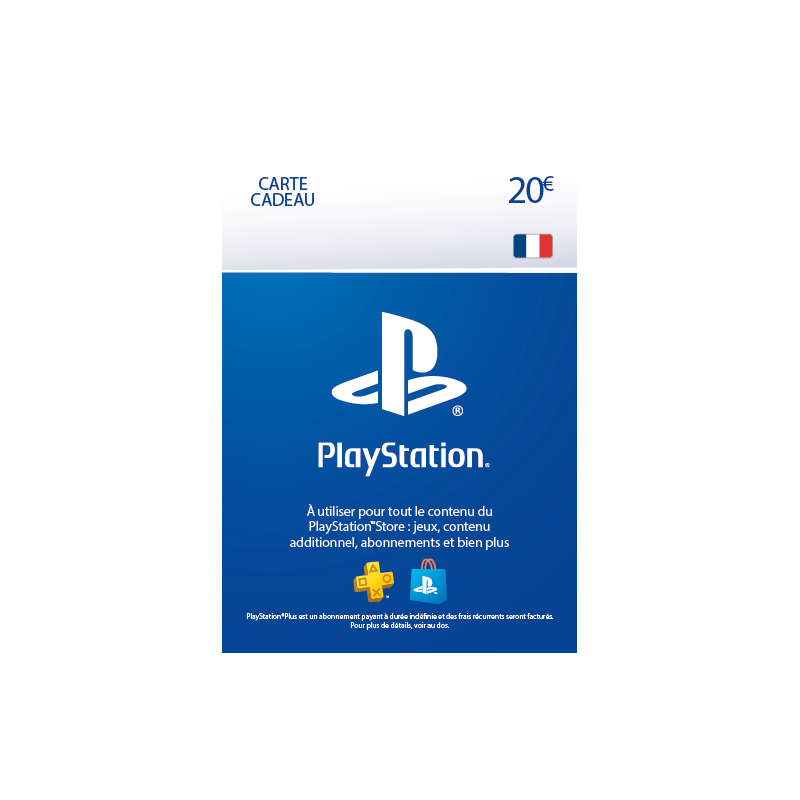 CARTE
CADEAU
20€
PlayStation®
À utiliser pour tout le contenu du
PlayStation™Store : jeux, contenu
additionnel, abonnements et bien plus
PlayStation®Plus est un abonnement payant à durée indéfinie et des frais récurrents seront facturés.
Pour plus de détails, voir au dos.